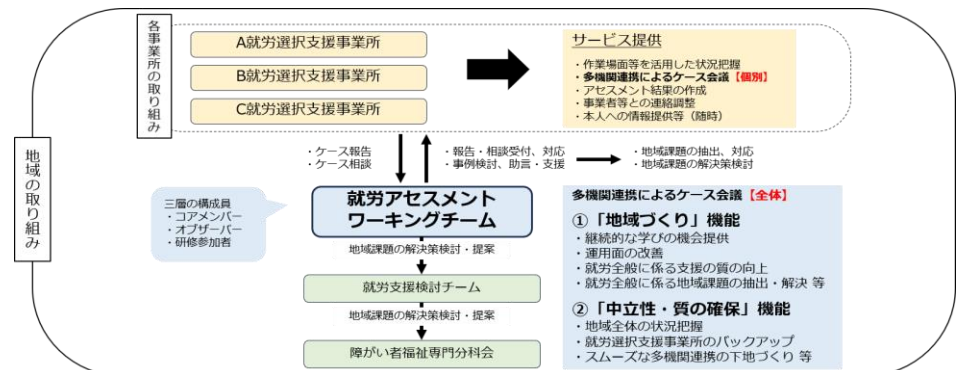 各事業所の取り組み
A就労選択支援事業所
B就労選択支援事業所
C就労選択支援事業所
サービス提供
・作業場面等を活用した状況把握
・多機関連携によるケース会議【個別】
・アセスメント結果の作成
・事業者等との連絡調整
・本人への情報提供等（随時）
地域の取り組み
・ケース報告
・ケース相談
・報告・相談受付、対応
・事例検討、助言・支援
・地域課題の抽出、対応
・地域課題の解決策検討
三層の構成員
・コアメンバー
・オブザーバー
・研修参加者
就労アセスメント
ワーキングチーム
地域課題の解決策検討・提案
就労支援検討チーム
地域課題の解決策検討・提案
障がい者福祉専門分科会
多機関連携によるケース会議【全体】
①「地域づくり」機能
・継続的な学びの機会提供
・運用面の改善
・就労全般に係る支援の質の向上
・就労全般に係る地域課題の抽出・解決 等
②「中立性・質の確保」機能
・地域全体の状況把握
・就労選択支援事業所のバックアップ
・スムーズな多機関連携の下地づくり 等